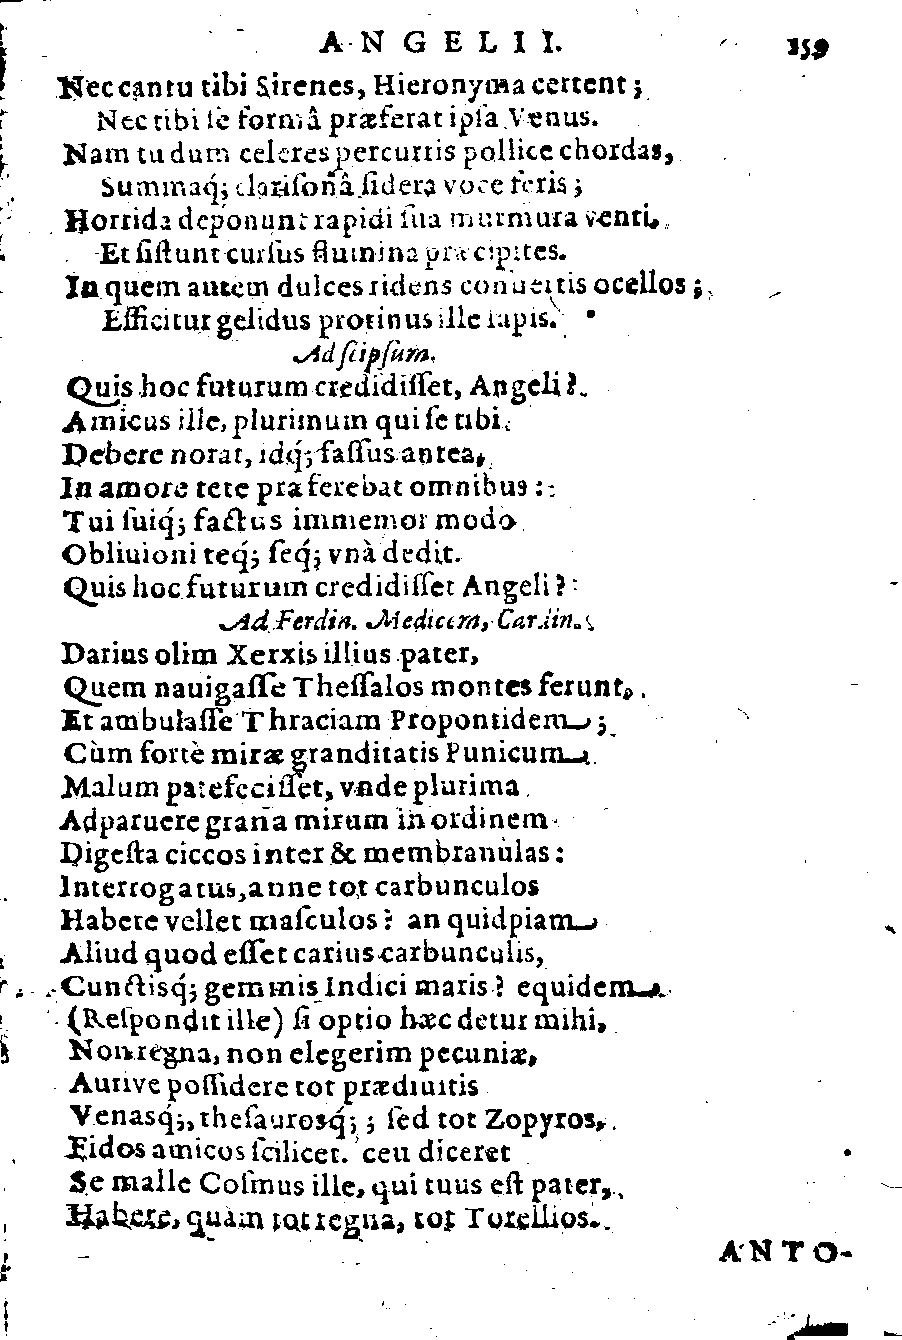 ANGELII. 159
Nec cantu tibi Sirenes, Hieronyma certent;
Nec tibi ſe formâ præferat ipſa Venus.
Nam tu dum celeres percurris pollice chordas,
Summaq́; clariſonâ ſidera voce feris;
Horrida deponunt rapidi ſua murmura venti,
Et ſiſtunt curſus flumina præcipites.
In quem autem dulces ridens conuertis ocellos;
Efficitur gelidus protinus ille lapis.
Ad ſeipſum.
Quis hoc futurum credidiſſet, Angeli?
Amicus ille, plurimum qui ſe tibi
Debere norat, idq́; faſſus antea,
In amore tete præferebat omnibus:
Tui ſuiq́; factus immemor modo
Obliuioni teq́; ſeq́; vnà dedit.
Quis hoc futurum credidiſſet Angeli?
Ad Ferdin. Medicem, Cardin.
Darius olim Xerxis illius pater,
Quem nauigaſſe Theſſalos montes ferunt,
Et ambulaſſe Thraciam Propontidem;
Cùm fortè miræ granditatis Punicum
Malum patefeciſſet, vnde plurima
Adparuere grana mirum in ordinem
Digeſta ciccos inter & membranulas:
Interrogatus, anne tot carbunculos
Habere vellet maſculos? an quidpiam
Aliud quod eſſet carius carbunculis,
Cunctisq́; gemmis Indici maris? equidem
(Reſpondit ille) ſi optio hæc detur mihi,
Non regna, non elegerim pecuniæ,
Aurive poſſidere tot prædiuitis
Venasq́;, theſaurosq́;; ſed tot Zopyros,
Fidos amicos ſcilicet. ceu diceret
Se malle Coſmus ille, qui tuus eſt pater,
Habere, quàm tot regna, tot Torellios.
ANTO-